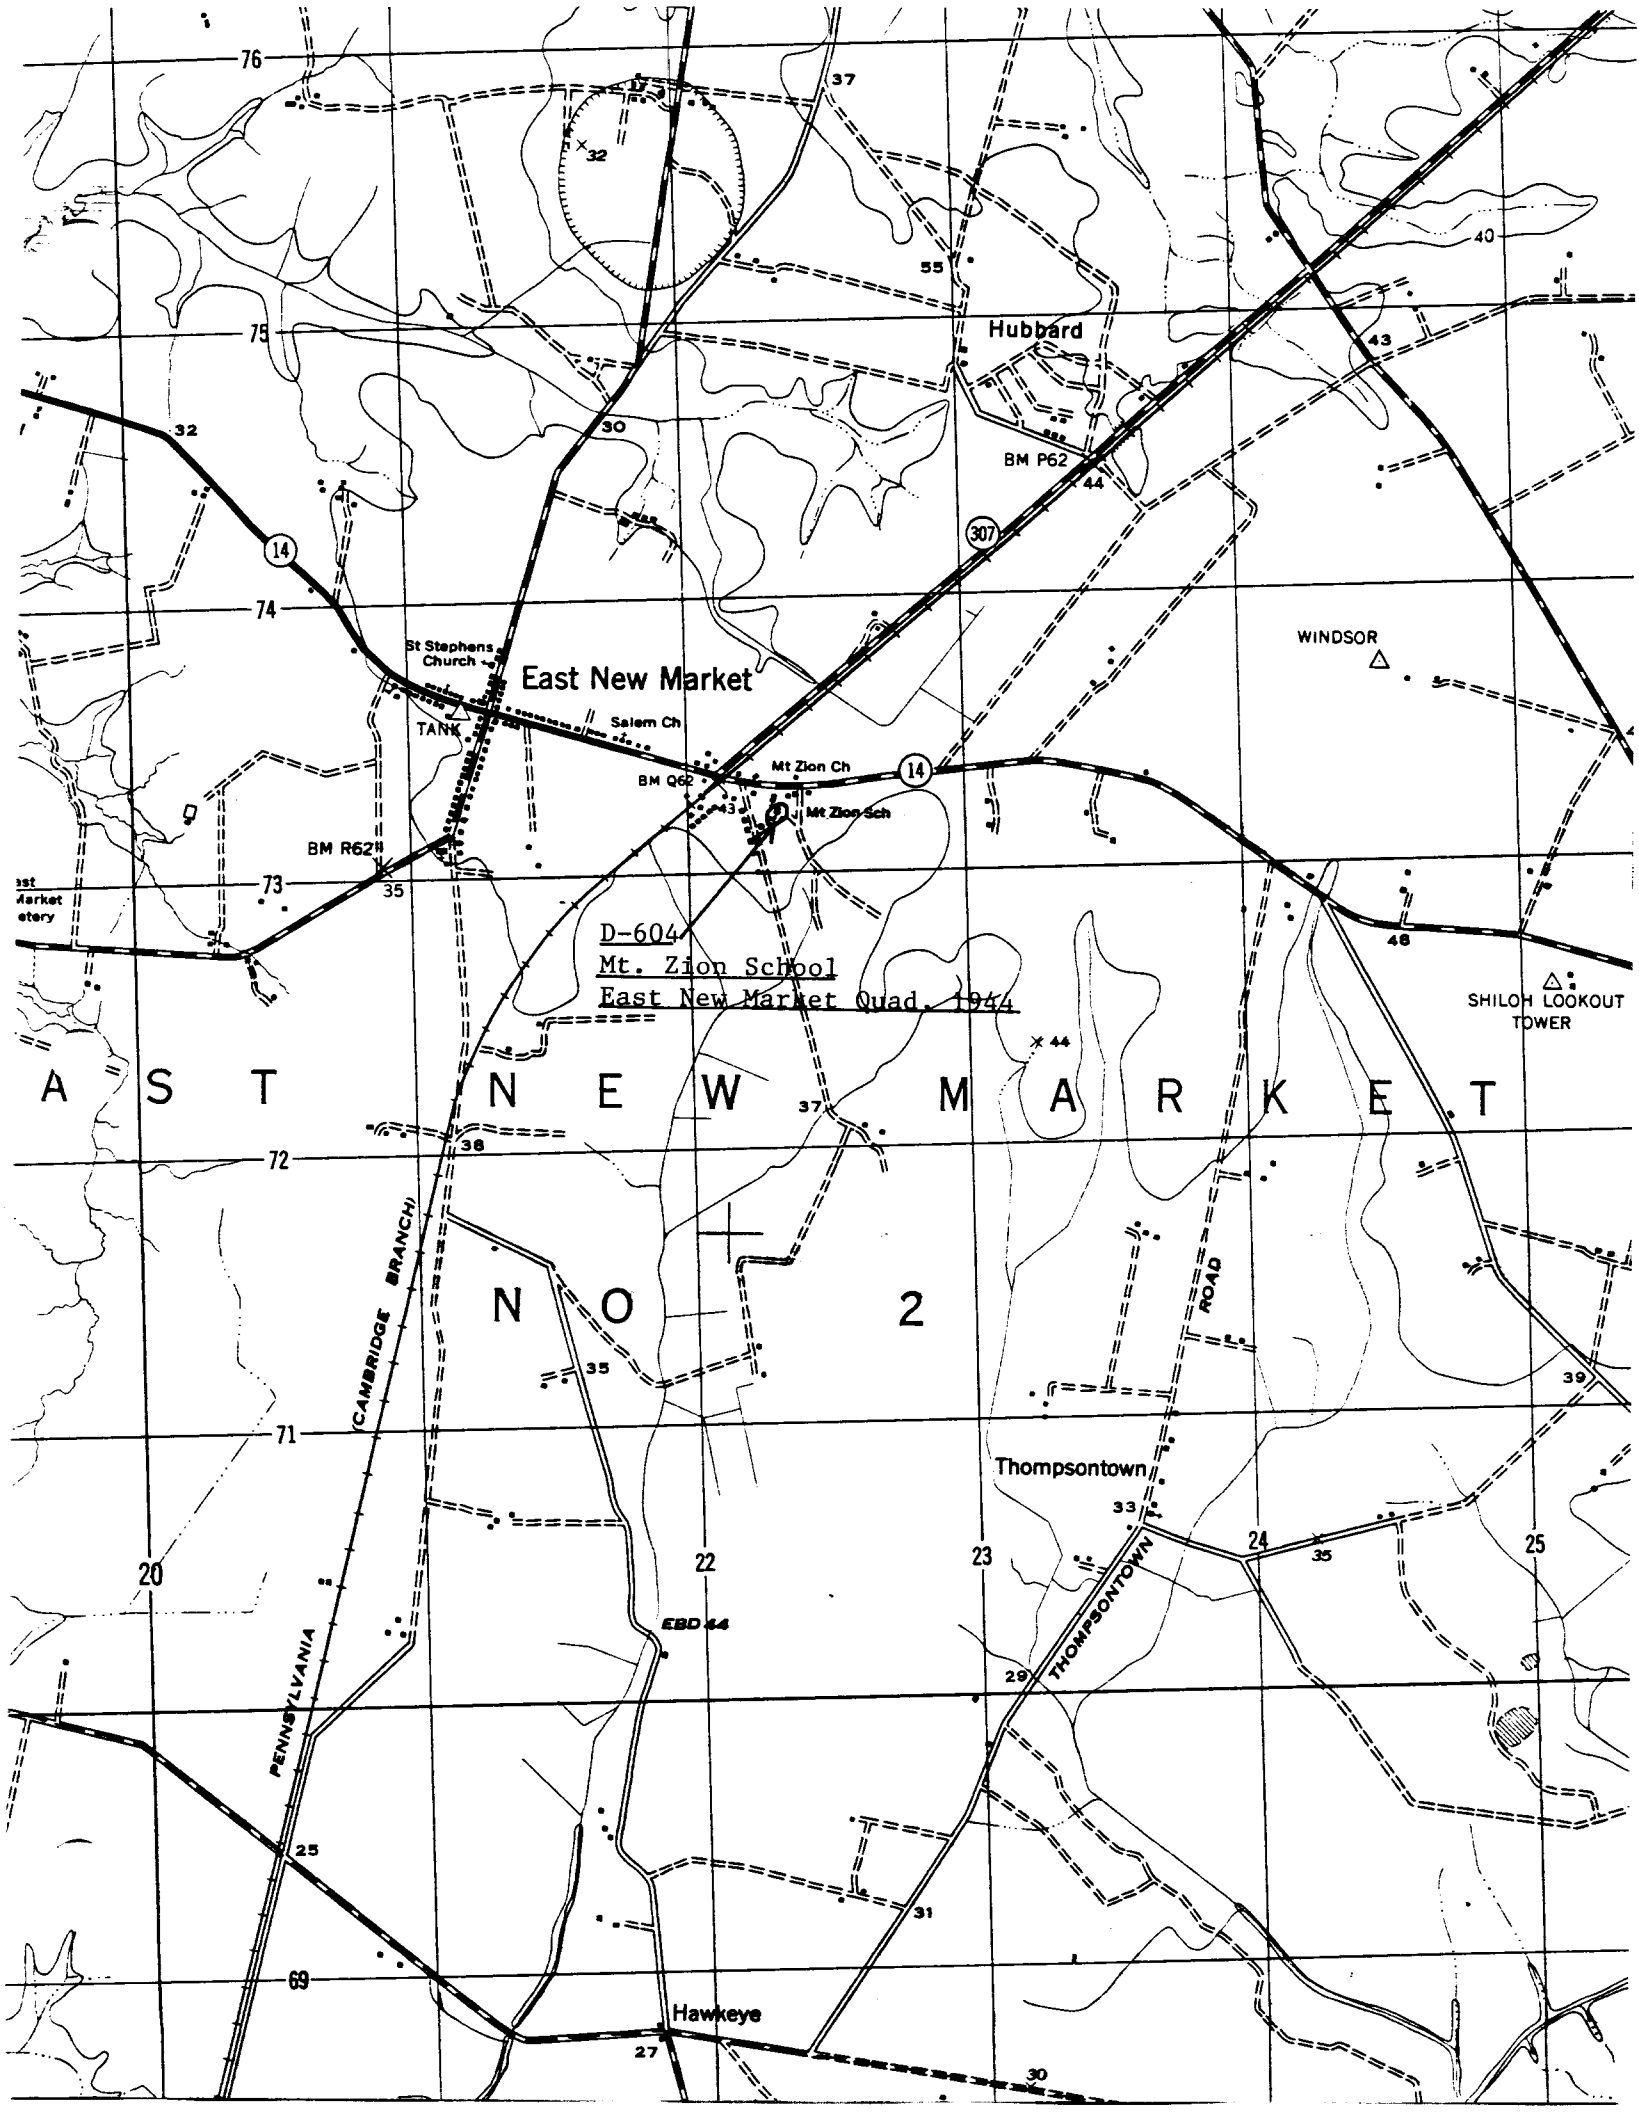 76
37
32
40
55
75
Hubbard
43
32
30
BM P62
44
14
307
74
WINDSOR
St Stephens
Church
East New Market
TANK
Salem Ch
BM Q62
Mt Zion Ch
14
43
Mt Zion Sch
BM R62
73
35
ast
Market
etery
D-604
Mt. Zion School
East New Market Quad. 1944
46
SHILOH LOOKOUT
TOWER
44
A S T N E W M A R K E T
37
38
72
(CAMBRIDGE BRANCH)
N O 2
ROAD
35
39
71
Thompsontown
33
20
22
23
24
35
25
EBD 44
THOMPSONTOWN
29
PENNSYLVANIA
25
31
69
Hawkeye
27
30